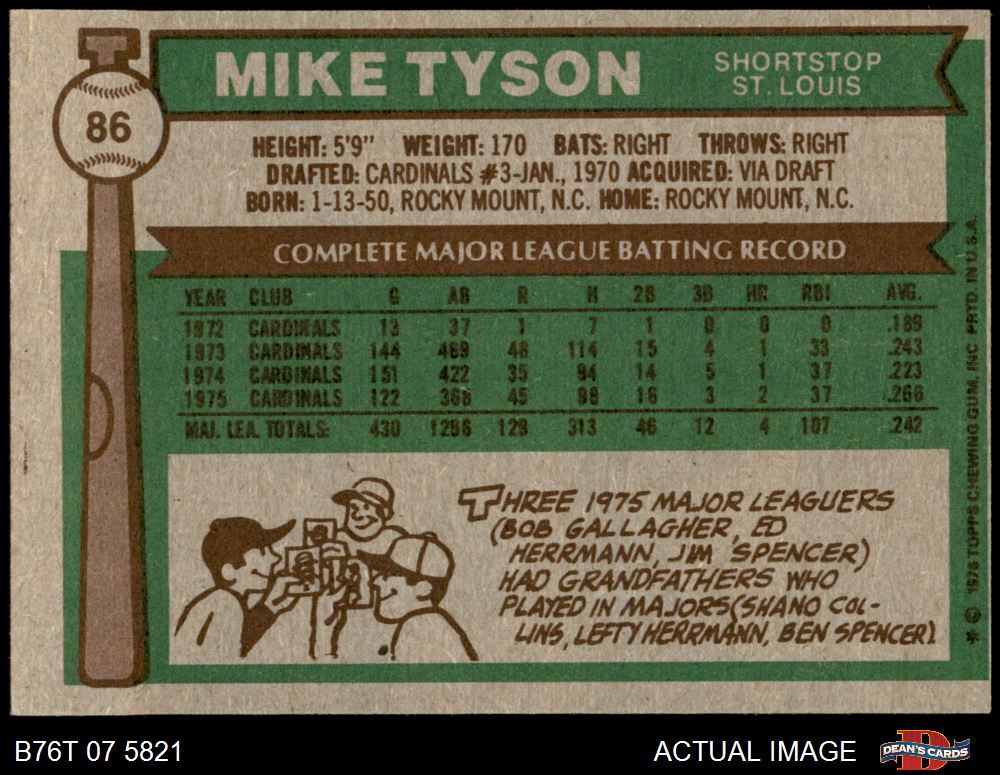 T
86
MIKE TYSON
SHORTSTOP
ST. LOUIS
HEIGHT: 5'9" WEIGHT: 170 BATS: RIGHT THROWS: RIGHT
DRAFTED: CARDINALS #3-JAN., 1970 ACQUIRED: VIA DRAFT
BORN: 1-13-50, ROCKY MOUNT, N.C. HOME: ROCKY MOUNT, N.C.
COMPLETE MAJOR LEAGUE BATTING RECORD
YEAR CLUB G AB R H 2B 3B HR RBI AVG.
1972 CARDINALS 13 37 1 7 1 0 0 0 .189
1973 CARDINALS 144 469 48 114 15 4 1 33 .243
1974 CARDINALS 151 422 35 94 14 5 1 37 .223
1975 CARDINALS 122 368 45 98 16 3 2 37 .266
MAJ. LEA. TOTALS: 430 1296 129 313 46 12 4 107 .242
THREE 1975 MAJOR LEAGUERS
(BOB GALLAGHER, ED
HERRMANN, JIM SPENCER)
HAD GRANDFATHERS WHO
PLAYED IN MAJORS (SHANO COL-
LINS, LEFTY HERRMANN, BEN SPENCER)
* © 1976 TOPPS CHEWING GUM, INC PRTD. IN U.S.A.
B76T 07 5821
ACTUAL IMAGE
DEAN'S CARDS